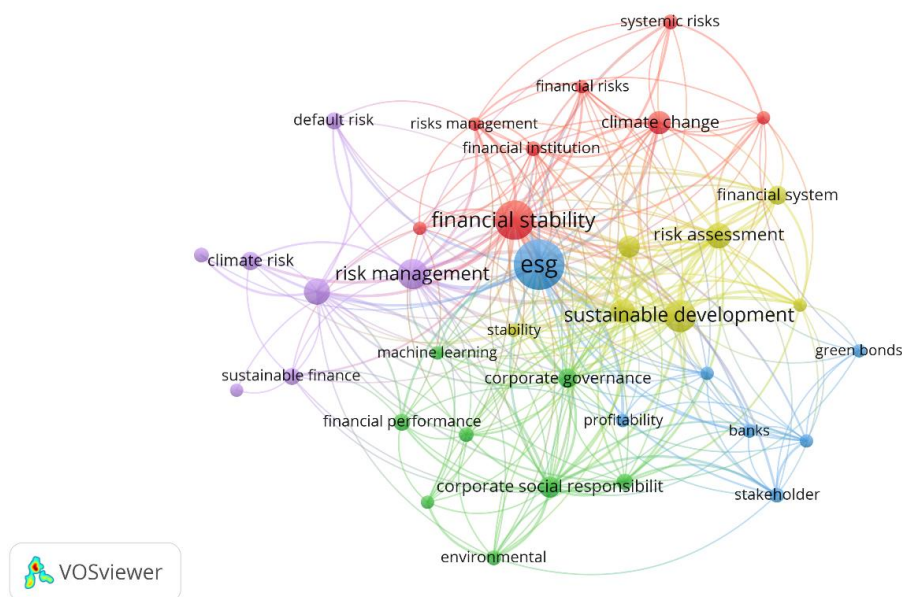 systemic risks
financial risks
default risk
risks management
climate change
financial institution
financial system
financial stability
risk assessment
climate risk
risk management
esg
sustainable development
stability
machine learning
green bonds
sustainable finance
corporate governance
financial performance
profitability
banks
corporate social responsibilit
stakeholder
environmental
VOSviewer